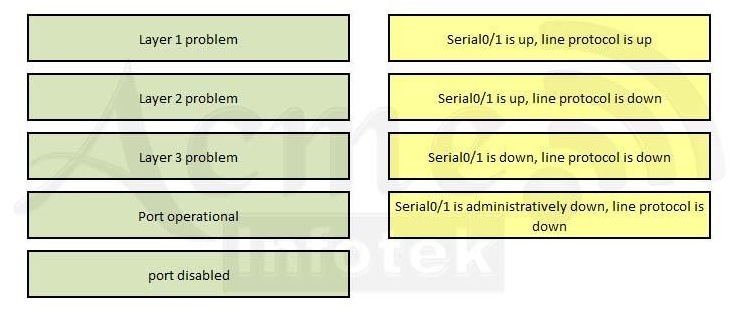 Layer 1 problem
Serial0/1 is up, line protocol is up
Layer 2 problem
Serial0/1 is up, line protocol is down
Layer 3 problem
Serial0/1 is down, line protocol is down
Port operational
Serial0/1 is administratively down, line protocol is
down
port disabled
Acme
Infotek